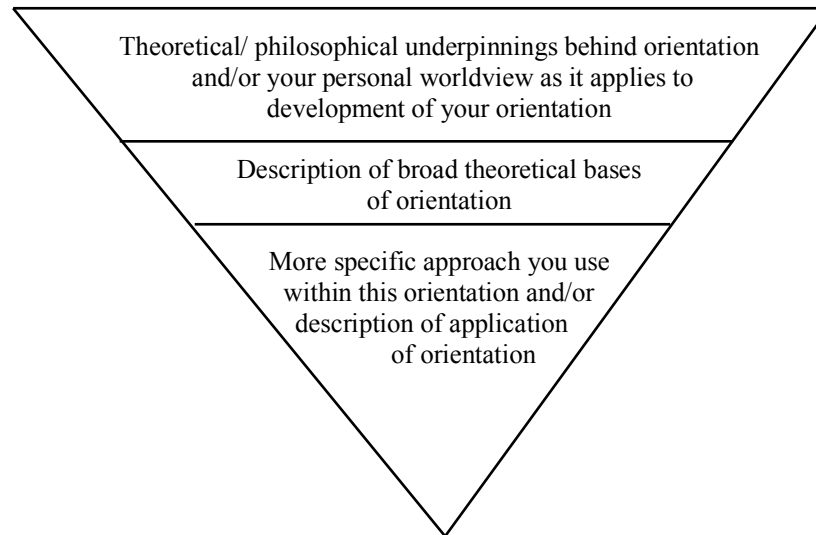 Theoretical/ philosophical underpinnings behind orientation
and/or your personal worldview as it applies to
development of your orientation
Description of broad theoretical bases
of orientation
More specific approach you use
within this orientation and/or
description of application
of orientation